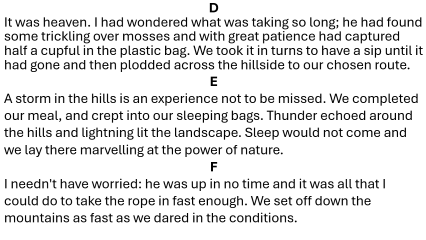 D
It was heaven. I had wondered what was taking so long; he had found
some trickling over mosses and with great patience had captured
half a cupful in the plastic bag. We took it in turns to have a sip until it
had gone and then plodded across the hillside to our chosen route.
E
A storm in the hills is an experience not to be missed. We completed
our meal, and crept into our sleeping bags. Thunder echoed around
the hills and lightning lit the landscape. Sleep would not come and
we lay there marvelling at the power of nature.
F
I needn't have worried: he was up in no time and it was all that I
could do to take the rope in fast enough. We set off down the
mountains as fast as we dared in the conditions.